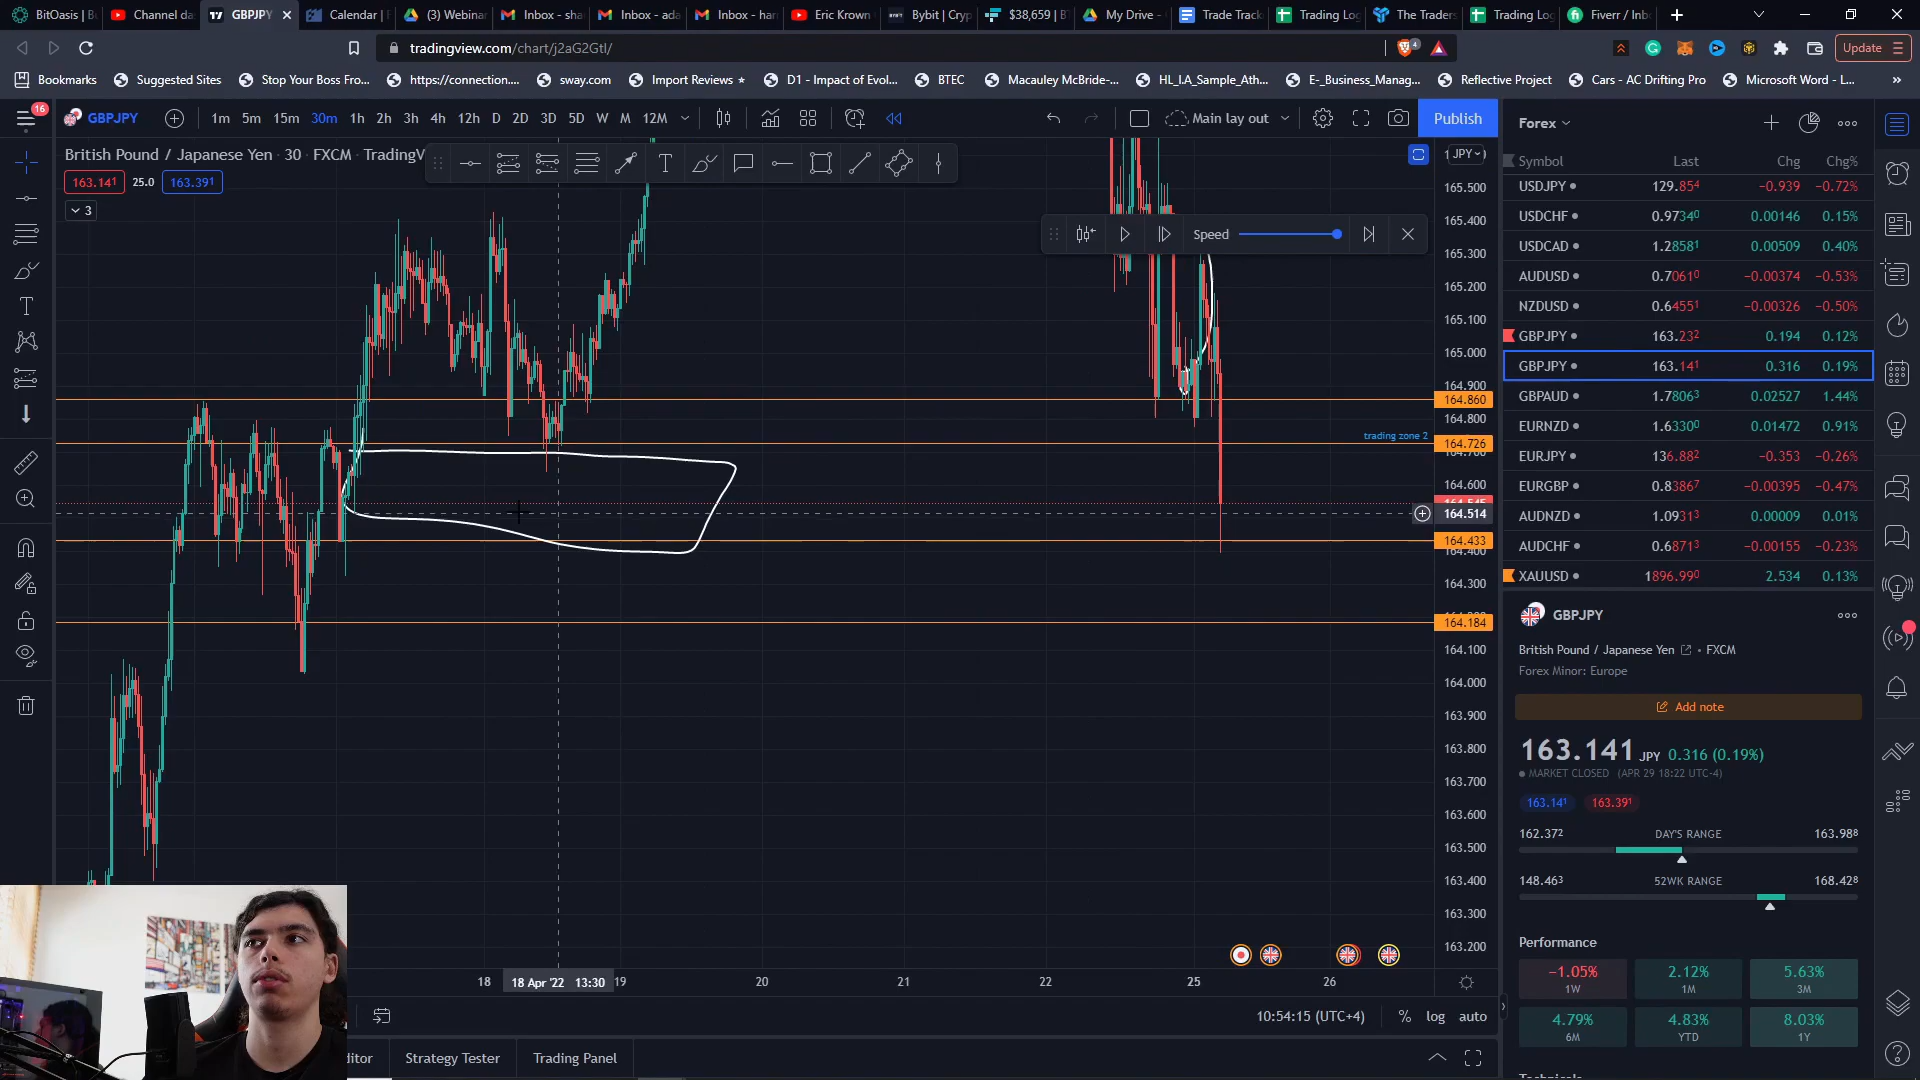 BitOasis | B
Channel da
GBPJPY
Calendar | F
(3) Webinar
Inbox - sha
Inbox - ada
Inbox - har
Eric Krown
Bybit | Cryp
$38,659 | B
My Drive -
Trade Track
Trading Log
The Traders
Trading Log
Fiverr / Inbo
tradingview.com/chart/j2aG2Gtl/
4
Update
Bookmarks
Suggested Sites
Stop Your Boss Fro...
https://connection....
sway.com
Import Reviews ★
D1 - Impact of Evol...
BTEC
Macauley McBride-...
HL_I.A_Sample_Ath...
E-_Business_Manag...
Reflective Project
Cars - AC Drifting Pro
Microsoft Word - L...
»
16
GBPJPY
1m 5m 15m 30m 1h 2h 3h 4h 12h D 2D 3D 5D W M 12M
Main lay out
Publish
British Pound / Japanese Yen · 30 · FXCM · TradingV
163.141 25.0 163.391
3
Speed
JPY
165.500
165.400
165.300
165.200
165.100
165.000
164.900
164.860
164.800
trading zone 2
164.726
164.700
164.600
164.514
164.433
164.400
164.300
164.184
164.100
164.000
163.900
163.800
163.700
163.600
163.500
163.400
163.300
163.200
18
18 Apr '22 13:30
19
20
21
22
25
26
10:54:15 (UTC+4)
% log auto
ditor
Strategy Tester
Trading Panel
Forex
Symbol Last Chg Chg%
USDJPY 129.854 −0.939 −0.72%
USDCHF 0.97340 0.00146 0.15%
USDCAD 1.28581 0.00509 0.40%
AUDUSD 0.70610 −0.00374 −0.53%
NZDUSD 0.64551 −0.00326 −0.50%
GBPJPY 163.232 0.194 0.12%
GBPJPY 163.141 0.316 0.19%
GBPAUD 1.78063 0.02527 1.44%
EURNZD 1.63300 0.01472 0.91%
EURJPY 136.882 −0.353 −0.26%
EURGBP 0.83867 −0.00395 −0.47%
AUDNZD 1.09313 0.00009 0.01%
AUDCHF 0.68713 −0.00155 −0.23%
XAUUSD 1896.990 2.534 0.13%
GBPJPY
British Pound / Japanese Yen • FXCM
Forex Minor: Europe
Add note
163.141 JPY 0.316 (0.19%)
MARKET CLOSED (APR 29 18:22 UTC-4)
163.141 163.391
162.372 DAY'S RANGE 163.988
148.463 52WK RANGE 168.428
Performance
−1.05% 2.12% 5.63%
1W 1M 3M
4.79% 4.83% 8.03%
6M YTD 1Y